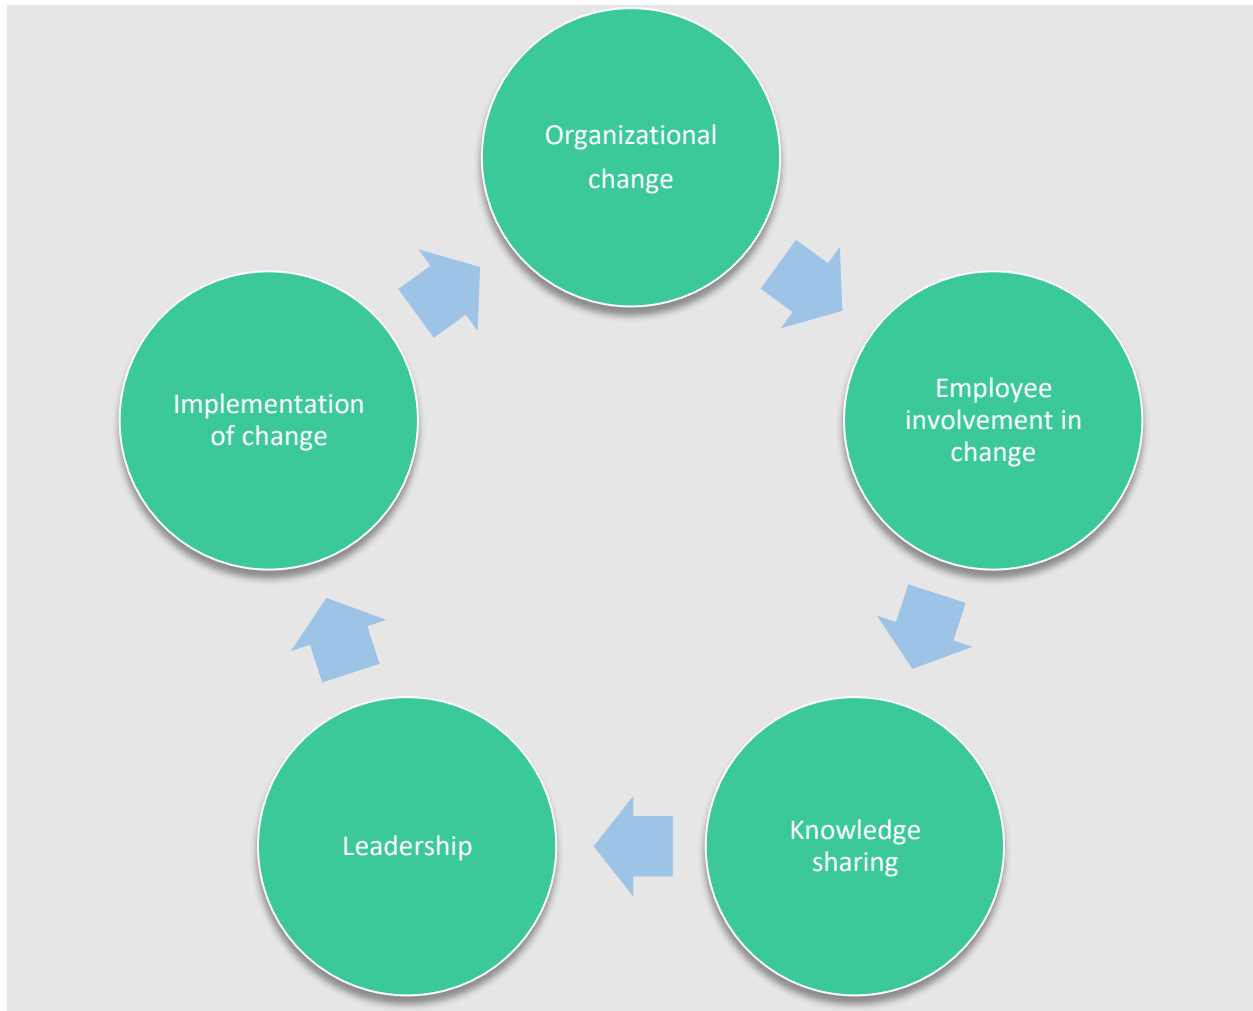 Organizational
change
Employee
involvement in
change
Knowledge
sharing
Leadership
Implementation
of change